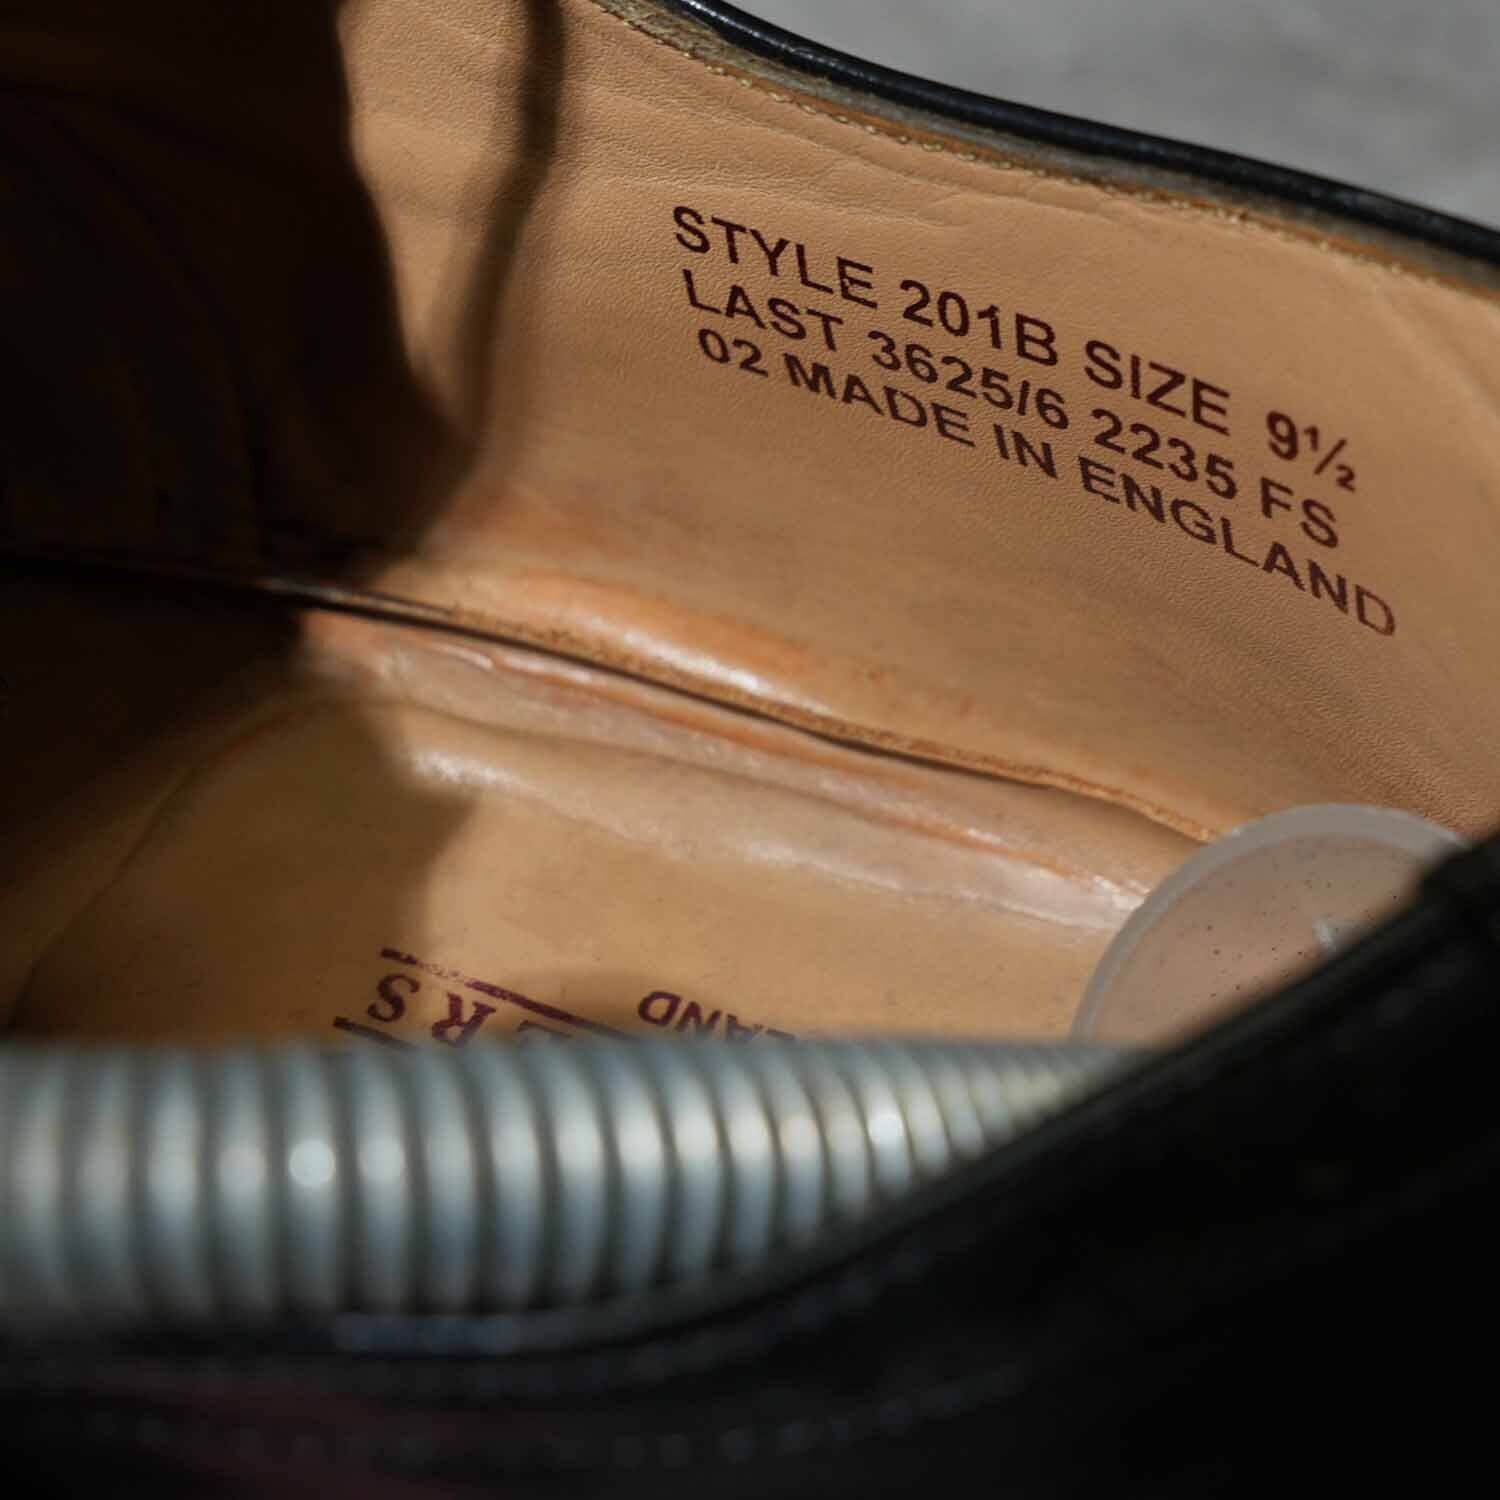 STYLE 201B SIZE 9½
LAST 3625/6 2235 FS
02 MADE IN ENGLAND